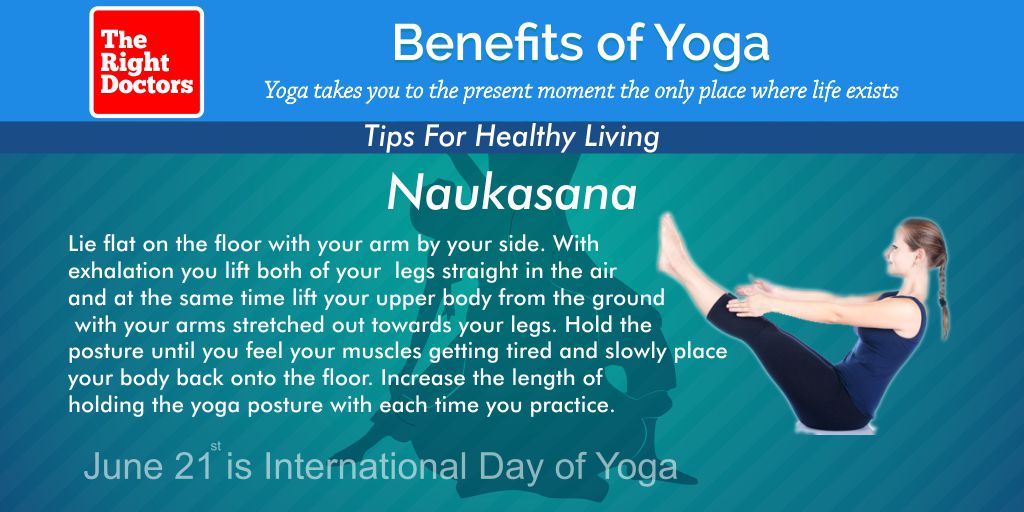 The
Right
Doctors
Benefits of Yoga
Yoga takes you to the present moment the only place where life exists
Tips For Healthy Living
Naukasana
Lie flat on the floor with your arm by your side. With
exhalation you lift both of your legs straight in the air
and at the same time lift your upper body from the ground
with your arms stretched out towards your legs. Hold the
posture until you feel your muscles getting tired and slowly place
your body back onto the floor. Increase the length of
holding the yoga posture with each time you practice.
June 21st is International Day of Yoga